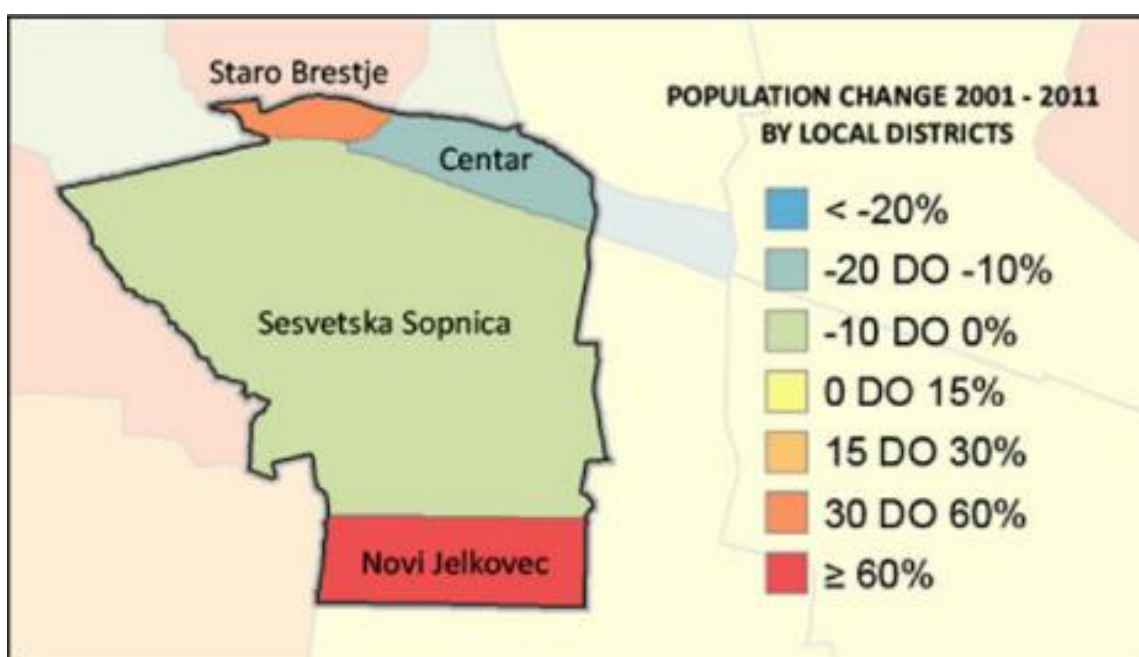 Staro Brestje
Centar
Sesvetska Sopnica
Novi Jelkovec
POPULATION CHANGE 2001 - 2011
BY LOCAL DISTRICTS
< -20%
-20 DO -10%
-10 DO 0%
0 DO 15%
15 DO 30%
30 DO 60%
≥ 60%